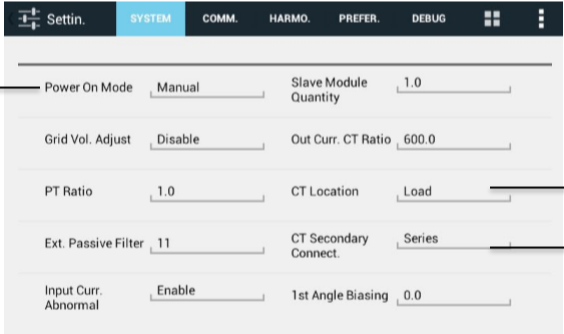 Settin. SYSTEM COMM. HARMO. PREFER. DEBUG
Power On Mode Manual
Slave Module Quantity 1.0
Grid Vol. Adjust Disable
Out Curr. CT Ratio 600.0
PT Ratio 1.0
CT Location Load
Ext. Passive Filter 11
CT Secondary Connect. Series
Input Curr. Abnormal Enable
1st Angle Biasing 0.0